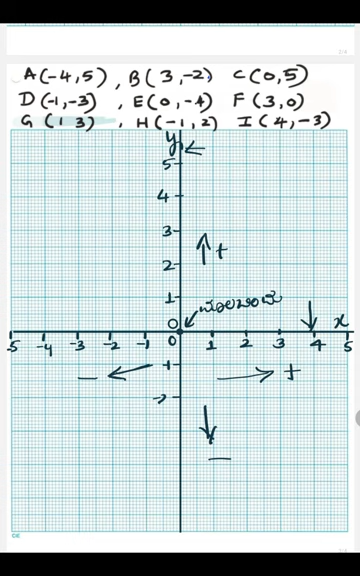 A(-4,5), B(3,-2), C(0,5)
D(-1,-3), E(0,-4) F(3,0)
G(1 3), H(-1,2) I(4,-3)
y
5
4
3
+
2
1
0
x
-5 -4 -3 -2 -1 0 1 2 3 4 5
-1
- +
-2
-